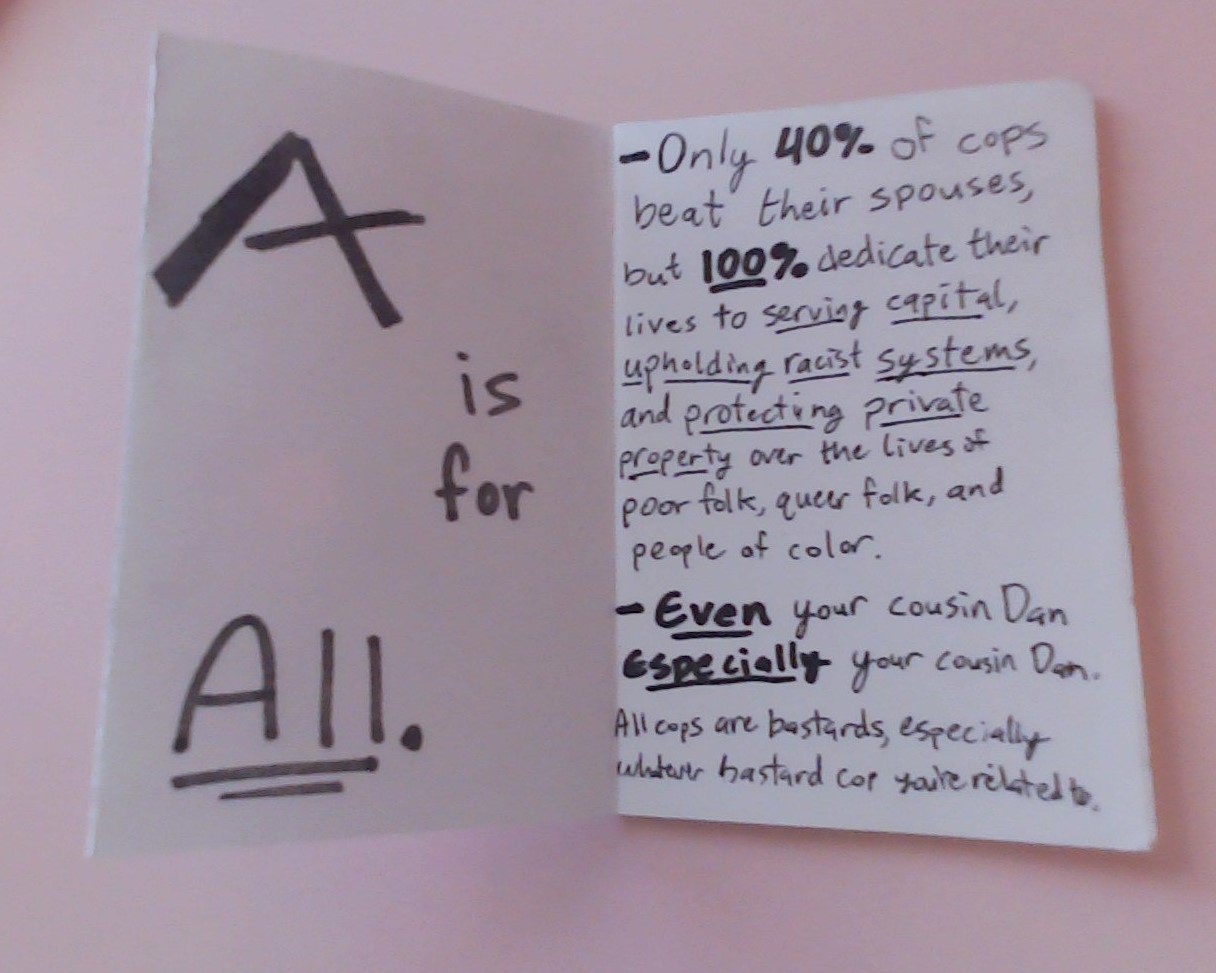 A
is
for
All.
- Only 40% of cops
beat their spouses,
but 100% dedicate their
lives to serving capital,
upholding racist systems,
and protecting private
property over the lives of
poor folk, queer folk, and
people of color.
- Even your cousin Dan
Especially your cousin Dan.
All cops are bastards, especially
whatever bastard cop you're related to.